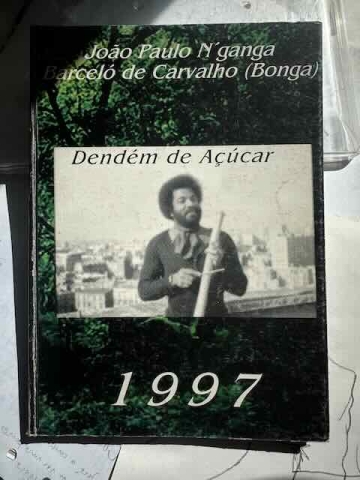 João Paulo N'ganga
Barceló de Carvalho (Bonga)
Dendém de Açúcar
1997